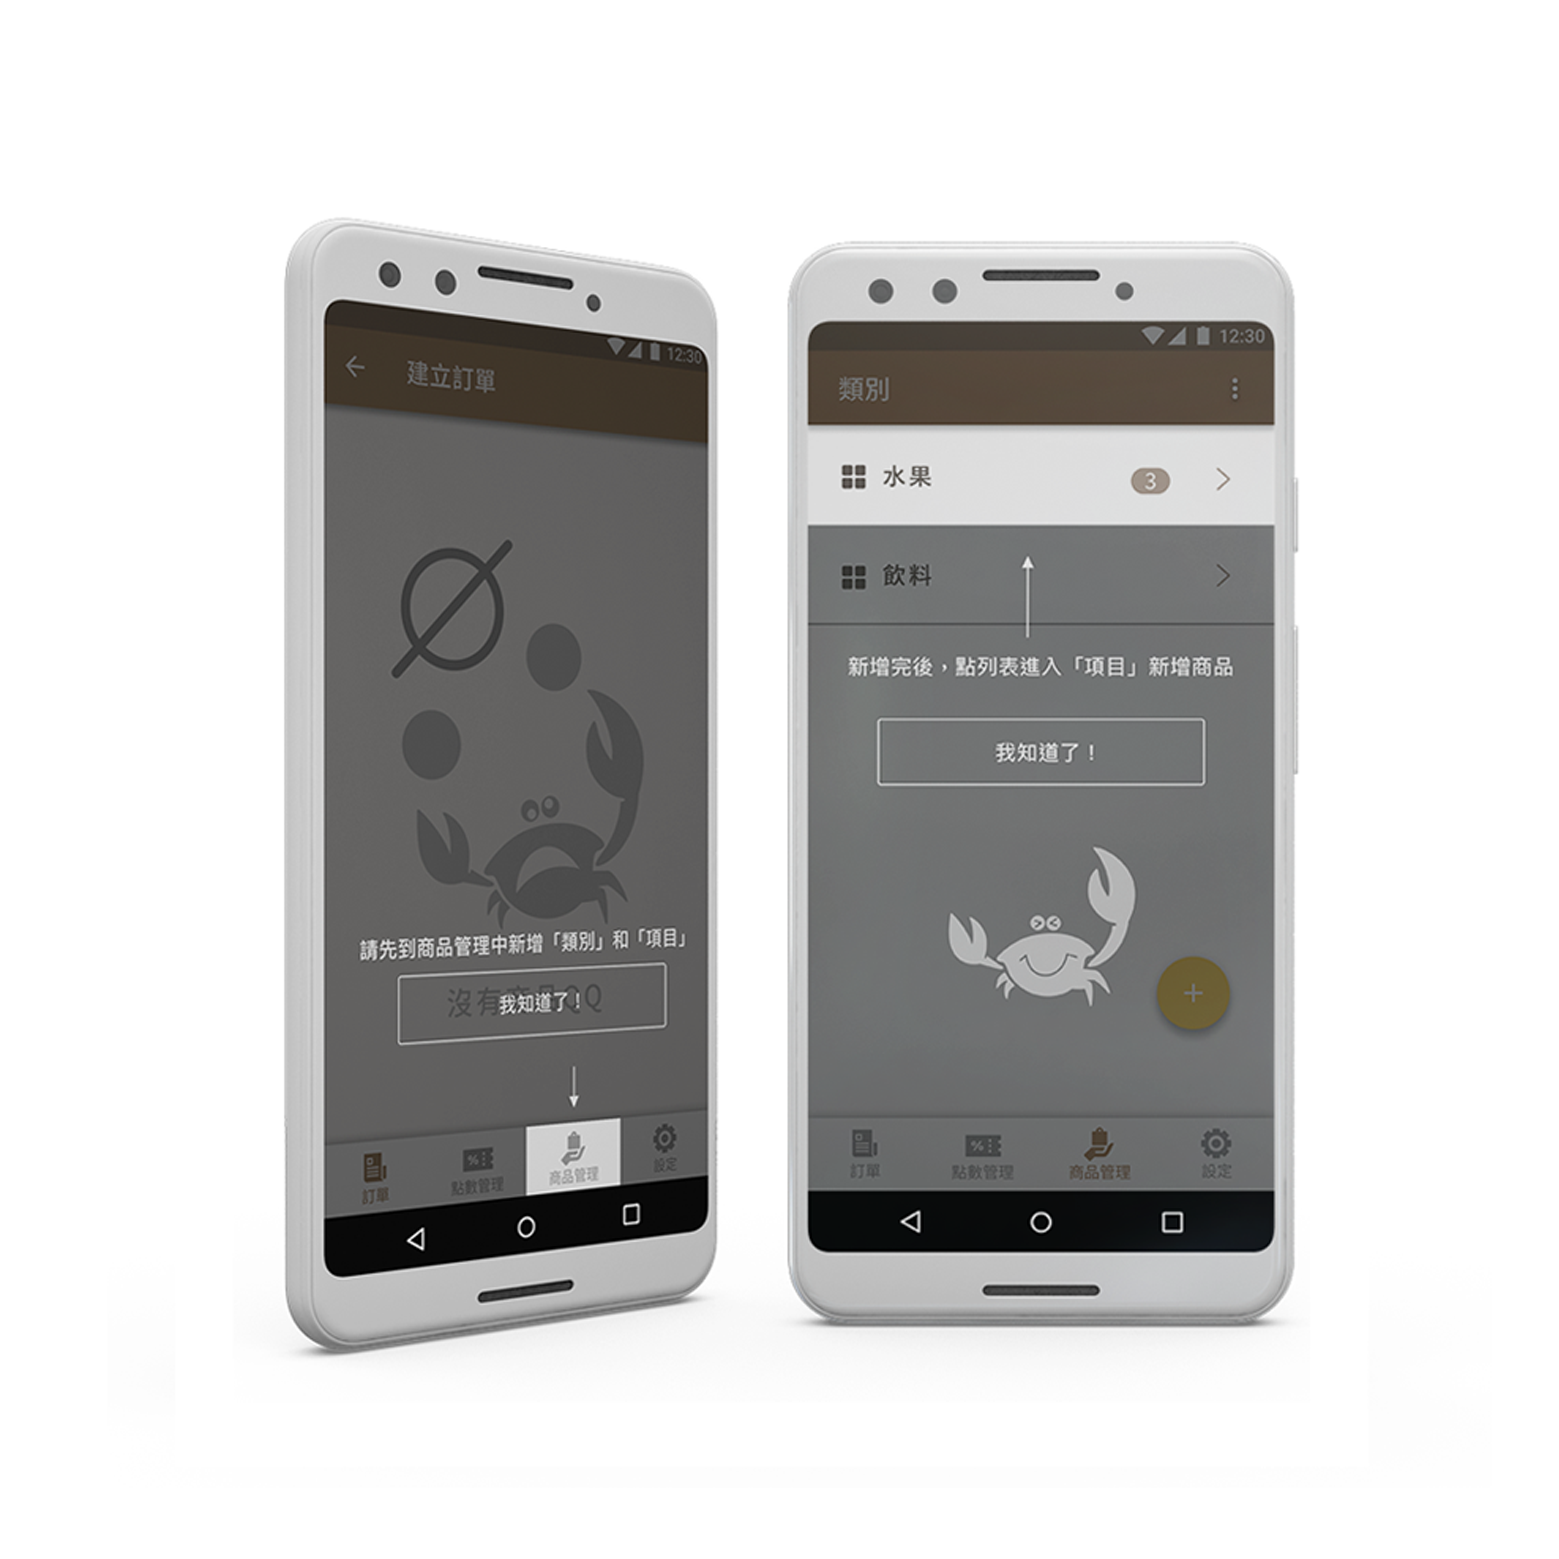 12:30
建立訂單
請先到商品管理中新增「類別」和「項目」
沒有商品QQ
我知道了！
訂單
點數管理
商品管理
設定
12:30
類別
水果
3
飲料
新增完後，點列表進入「項目」新增商品
我知道了！
+
訂單
點數管理
商品管理
設定